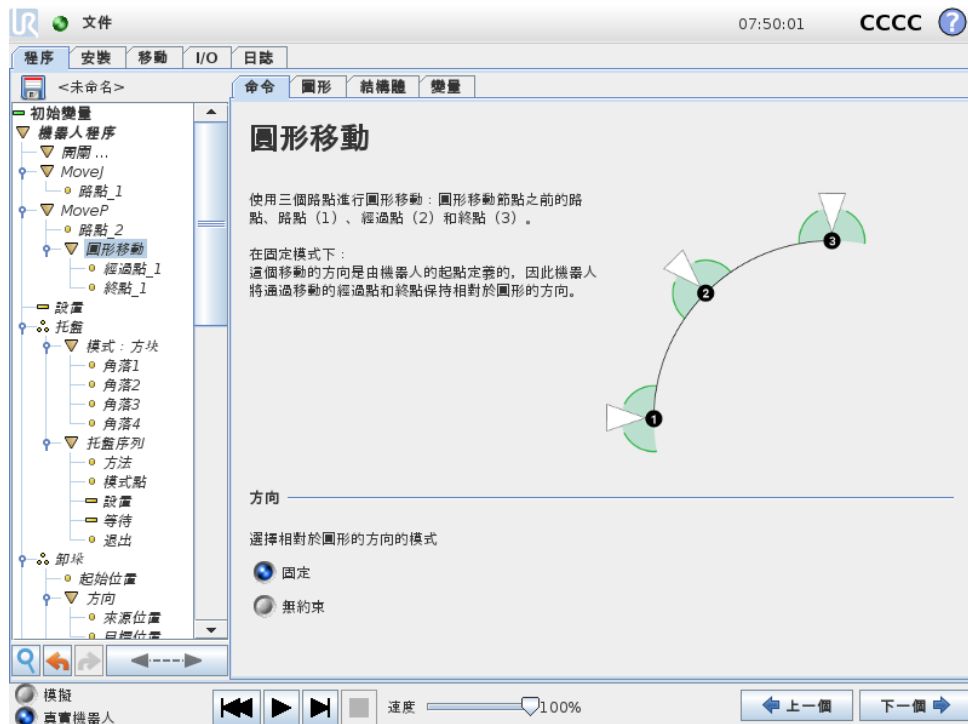 UR 文件 07:50:01 CCCC ?
程序 安裝 移動 I/O 日誌
<未命名>
命令 圖形 結構體 變量
初始變量
機器人程序
開關 ...
MoveJ
路點_1
MoveP
路點_2
圓形移動
經過點_1
終點_1
設置
托盤
模式：方块
角落1
角落2
角落3
角落4
托盤序列
方法
模式點
設置
等待
退出
卸垛
起始位置
方向
來源位置
目標位置
圓形移動
使用三個路點進行圓形移動：圓形移動節點之前的路
點、路點（1）、經過點（2）和終點（3）。
在固定模式下：
這個移動的方向是由機器人的起點定義的，因此機器人
將通過移動的經過點和終點保持相對於圓形的方向。
3
2
1
方向
選擇相對於圓形的方向的模式
固定
無約束
模擬
真實機器人
速度 100%
上一個 下一個